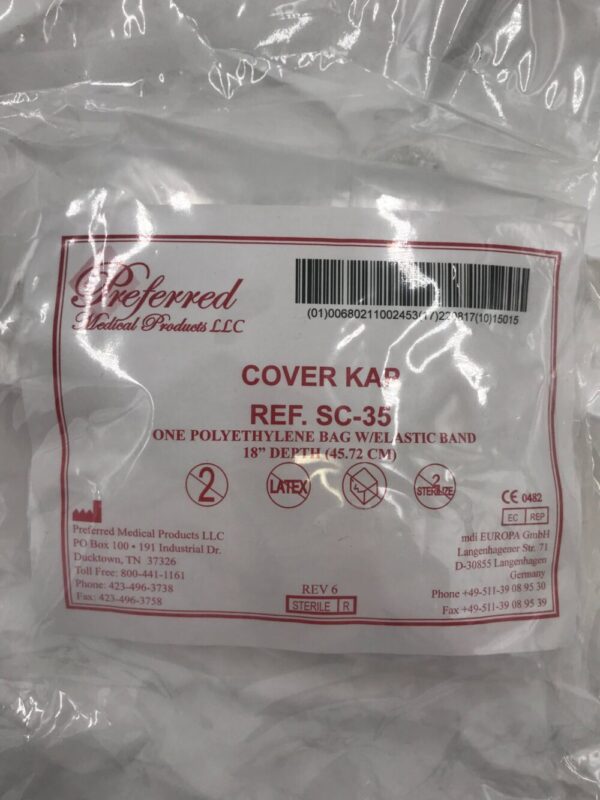 Preferred
Medical Products LLC
(01)00680211002453(17)220817(10)15015
COVER KAP
REF. SC-35
ONE POLYETHYLENE BAG W/ELASTIC BAND
18" DEPTH (45.72 CM)
2
LATEX
2
STERILIZE
CE 0482
EC REP
Preferred Medical Products LLC
PO Box 100 • 191 Industrial Dr.
Ducktown, TN 37326
Toll Free: 800-441-1161
Phone: 423-496-3738
Fax: 423-496-3758
mdi EUROPA GmbH
Langenhagener Str. 71
D-30855 Langenhagen
Germany
Phone +49-511-39 08 95 30
Fax +49-511-39 08 95 39
REV 6
STERILE R